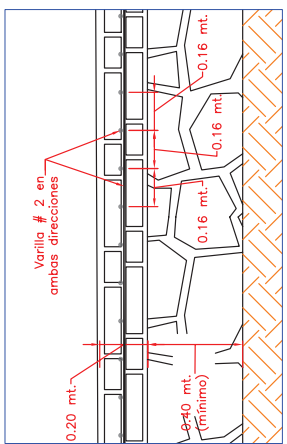 Varilla # 2 en
ambas direcciones
0.16 mt.
0.16 mt.
0.16 mt.
0.20 mt.
0.40 mt.
(mínimo)